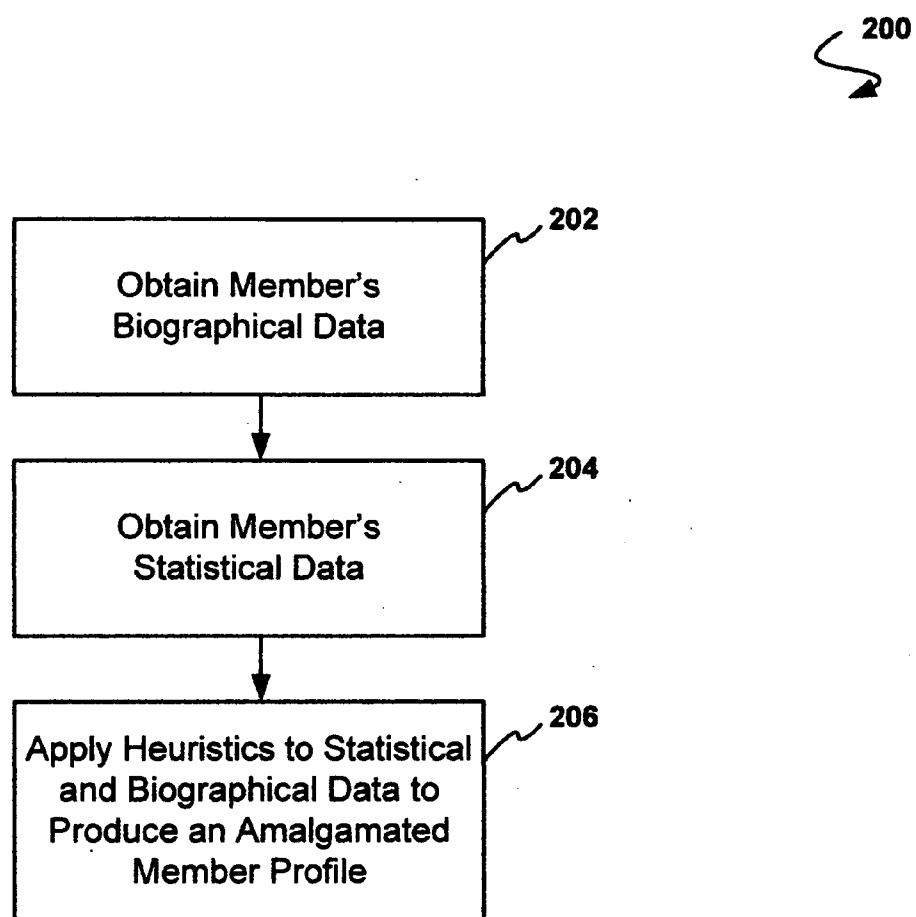 200
202
Obtain Member's
Biographical Data
204
Obtain Member's
Statistical Data
206
Apply Heuristics to Statistical
and Biographical Data to
Produce an Amalgamated
Member Profile